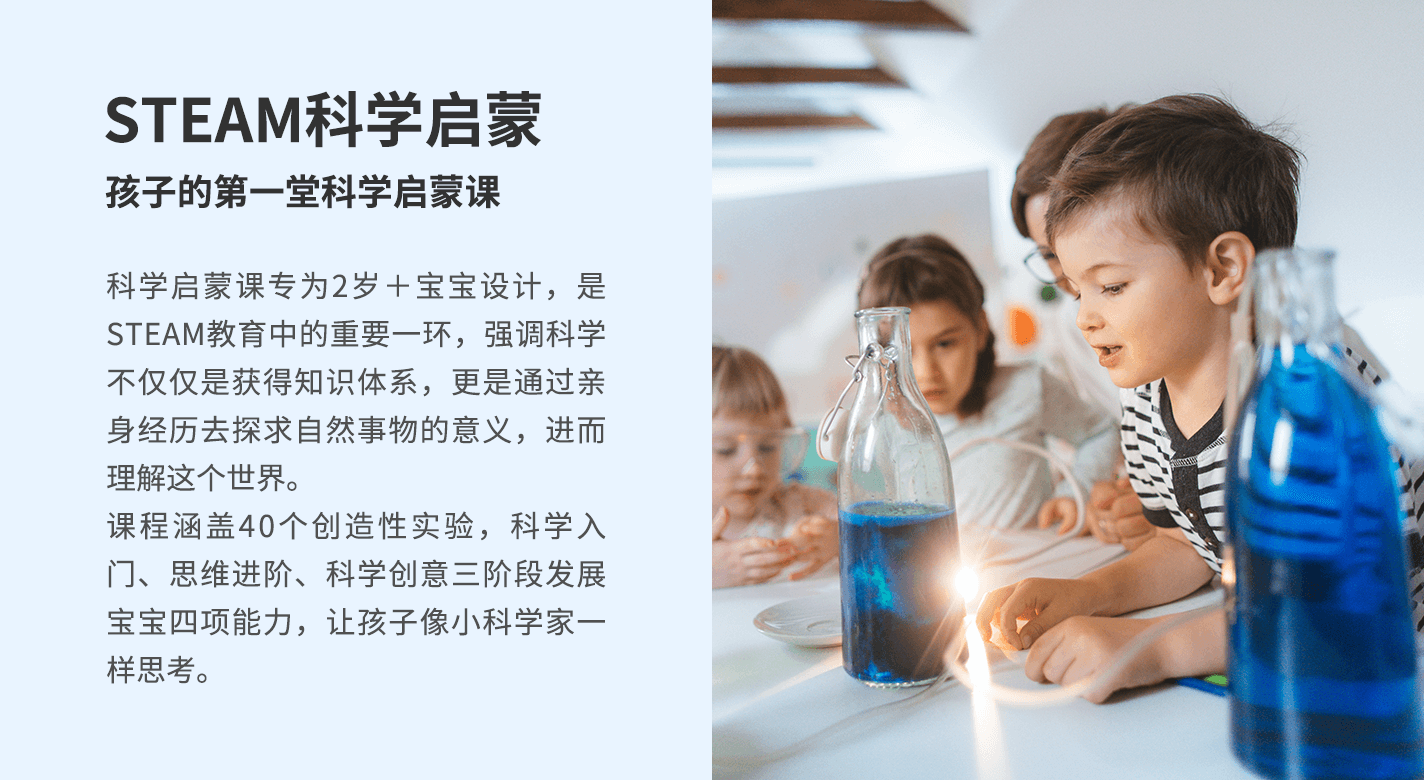 STEAM科学启蒙
孩子的第一堂科学启蒙课
科学启蒙课专为2岁＋宝宝设计，是
STEAM教育中的重要一环，强调科学
不仅仅是获得知识体系，更是通过亲
身经历去探求自然事物的意义，进而
理解这个世界。
课程涵盖40个创造性实验，科学入
门、思维进阶、科学创意三阶段发展
宝宝四项能力，让孩子像小科学家一
样思考。